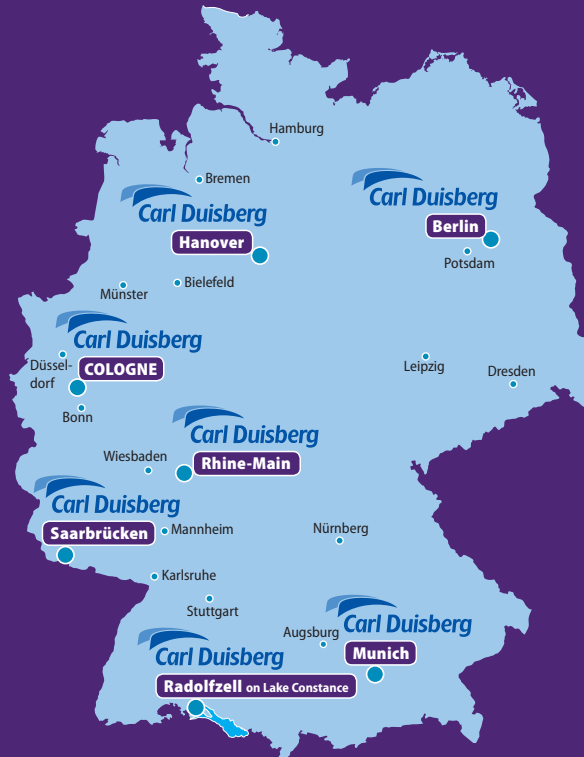 Hamburg
Bremen
Carl Duisberg
Hanover
Carl Duisberg
Berlin
Potsdam
Münster
Bielefeld
Carl Duisberg
Düssel-
dorf
COLOGNE
Bonn
Leipzig
Dresden
Carl Duisberg
Rhine-Main
Wiesbaden
Carl Duisberg
Saarbrücken
Mannheim
Nürnberg
Karlsruhe
Stuttgart
Augsburg
Carl Duisberg
Munich
Carl Duisberg
Radolfzell on Lake Constance